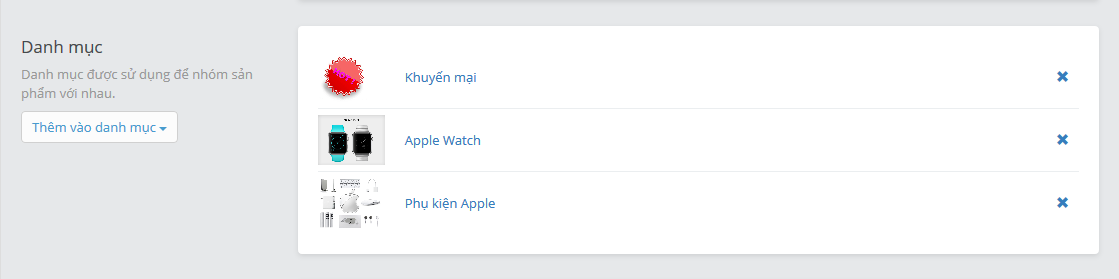 Danh mục
Danh mục được sử dụng để nhóm sản
phẩm với nhau.
Thêm vào danh mục
Khuyến mại
Apple Watch
Phụ kiện Apple